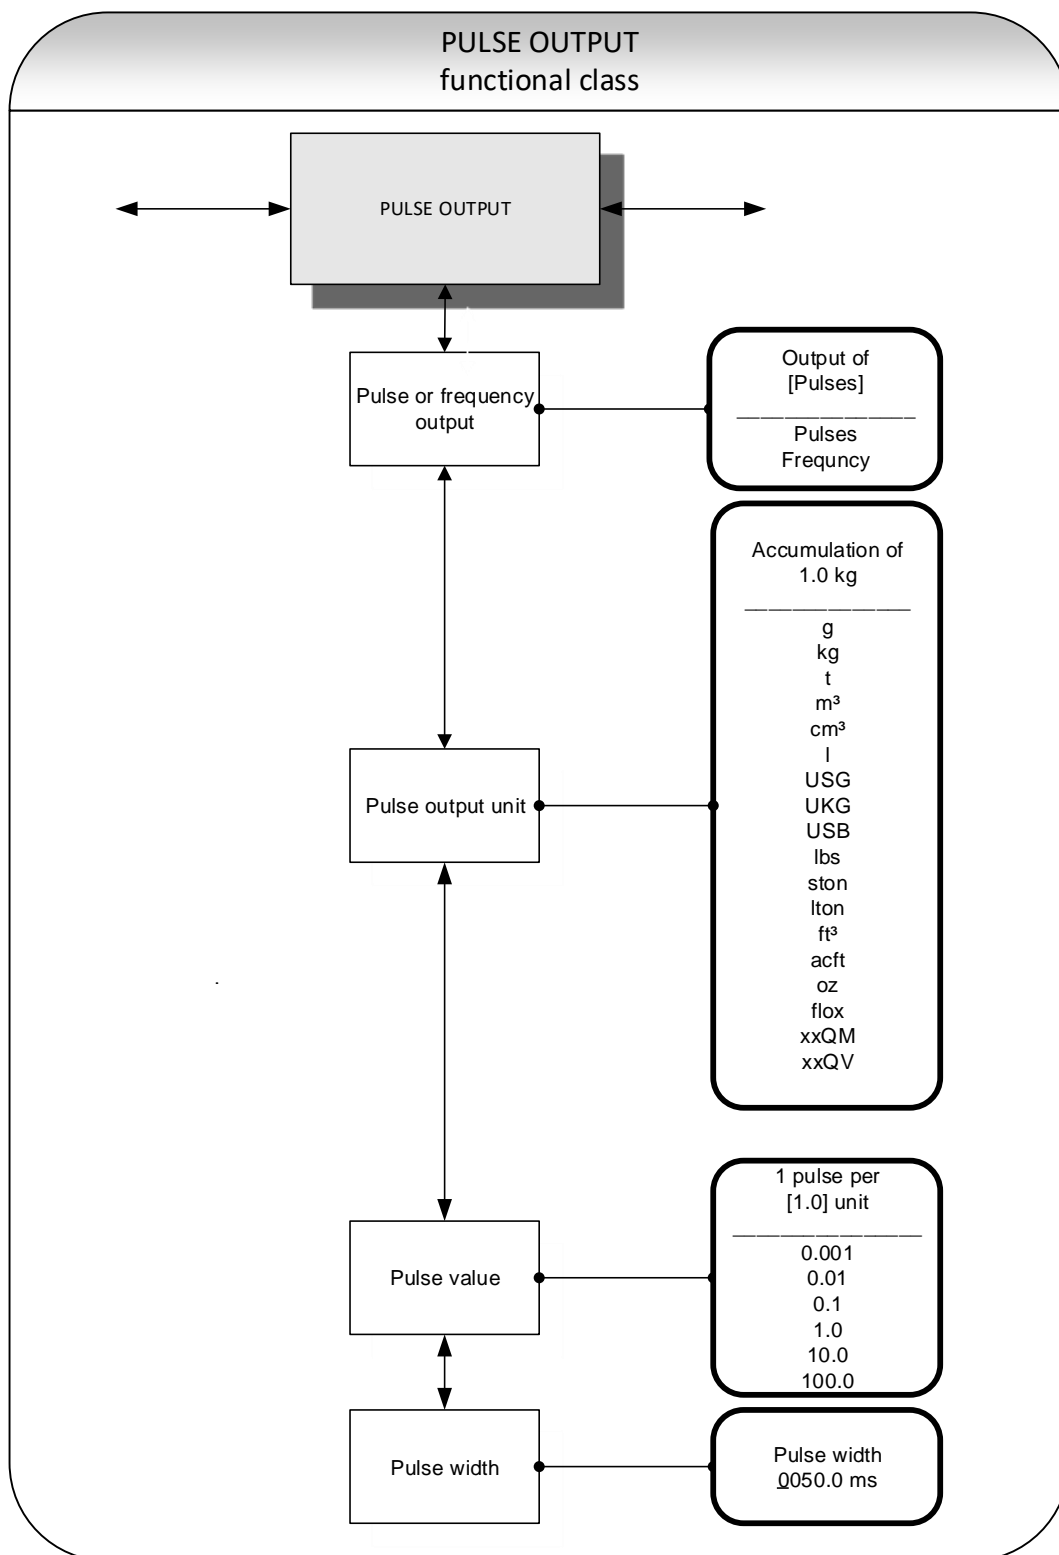 PULSE OUTPUT
functional class
PULSE OUTPUT
Pulse or frequency
output
Output of
[Pulses]
_______________
Pulses
Frequncy
Pulse output unit
Accumulation of
1.0 kg
______________
g
kg
t
m³
cm³
l
USG
UKG
USB
lbs
ston
lton
ft³
acft
oz
flox
xxQM
xxQV
.
Pulse value
1 pulse per
[1.0] unit
________________
0.001
0.01
0.1
1.0
10.0
100.0
Pulse width
Pulse width
0050.0 ms